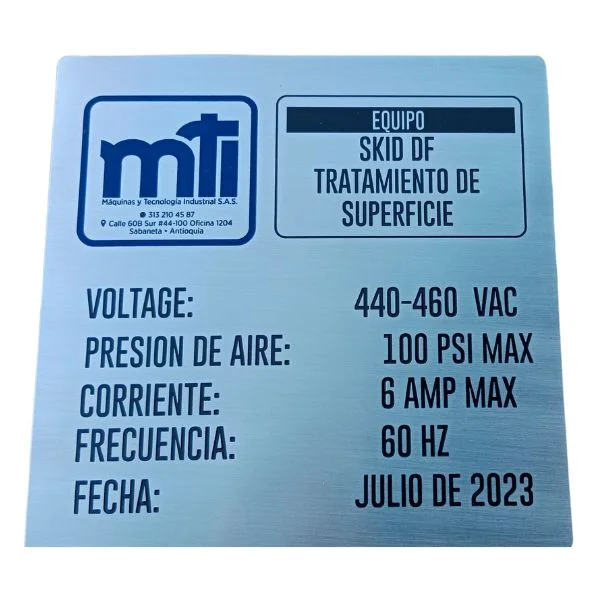 mti
Máquinas y Tecnología Industrial S.A.S.
313 210 45 87
Calle 60B Sur #44-100 Oficina 1204
Sabaneta • Antioquia
EQUIPO
SKID DF
TRATAMIENTO DE
SUPERFICIE
VOLTAGE: 440-460 VAC
PRESION DE AIRE: 100 PSI MAX
CORRIENTE: 6 AMP MAX
FRECUENCIA: 60 HZ
FECHA: JULIO DE 2023